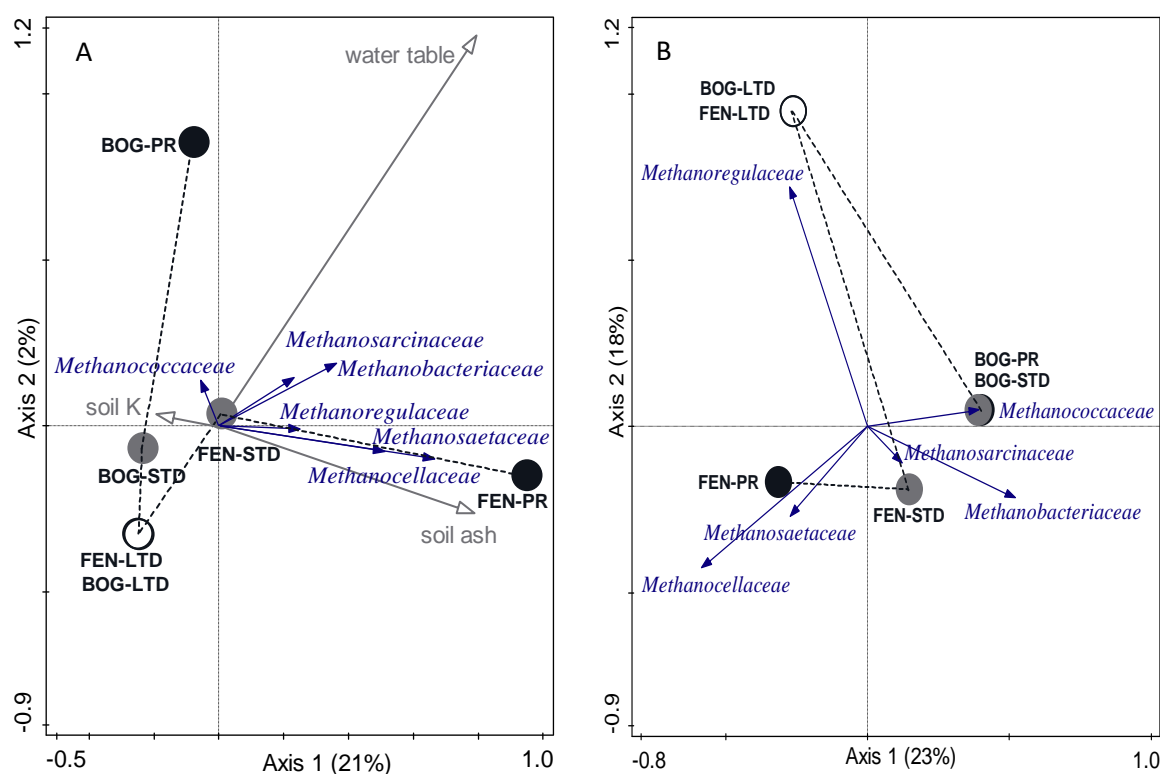 A
1.2
Axis 2 (2%)
-0.9
water table
BOG-PR
Methanosarcinaceae
Methanococcaceae
Methanobacteriaceae
soil K
Methanoregulaceae
Methanosaetaceae
FEN-STD
BOG-STD
Methanocellaceae
FEN-PR
soil ash
FEN-LTD
BOG-LTD
-0.5
Axis 1 (21%)
1.0
B
1.2
Axis 2 (18%)
-0.9
BOG-LTD
FEN-LTD
Methanoregulaceae
BOG-PR
BOG-STD
Methanococcaceae
Methanosarcinaceae
FEN-PR
FEN-STD
Methanobacteriaceae
Methanosaetaceae
Methanocellaceae
-0.8
Axis 1 (23%)
1.0